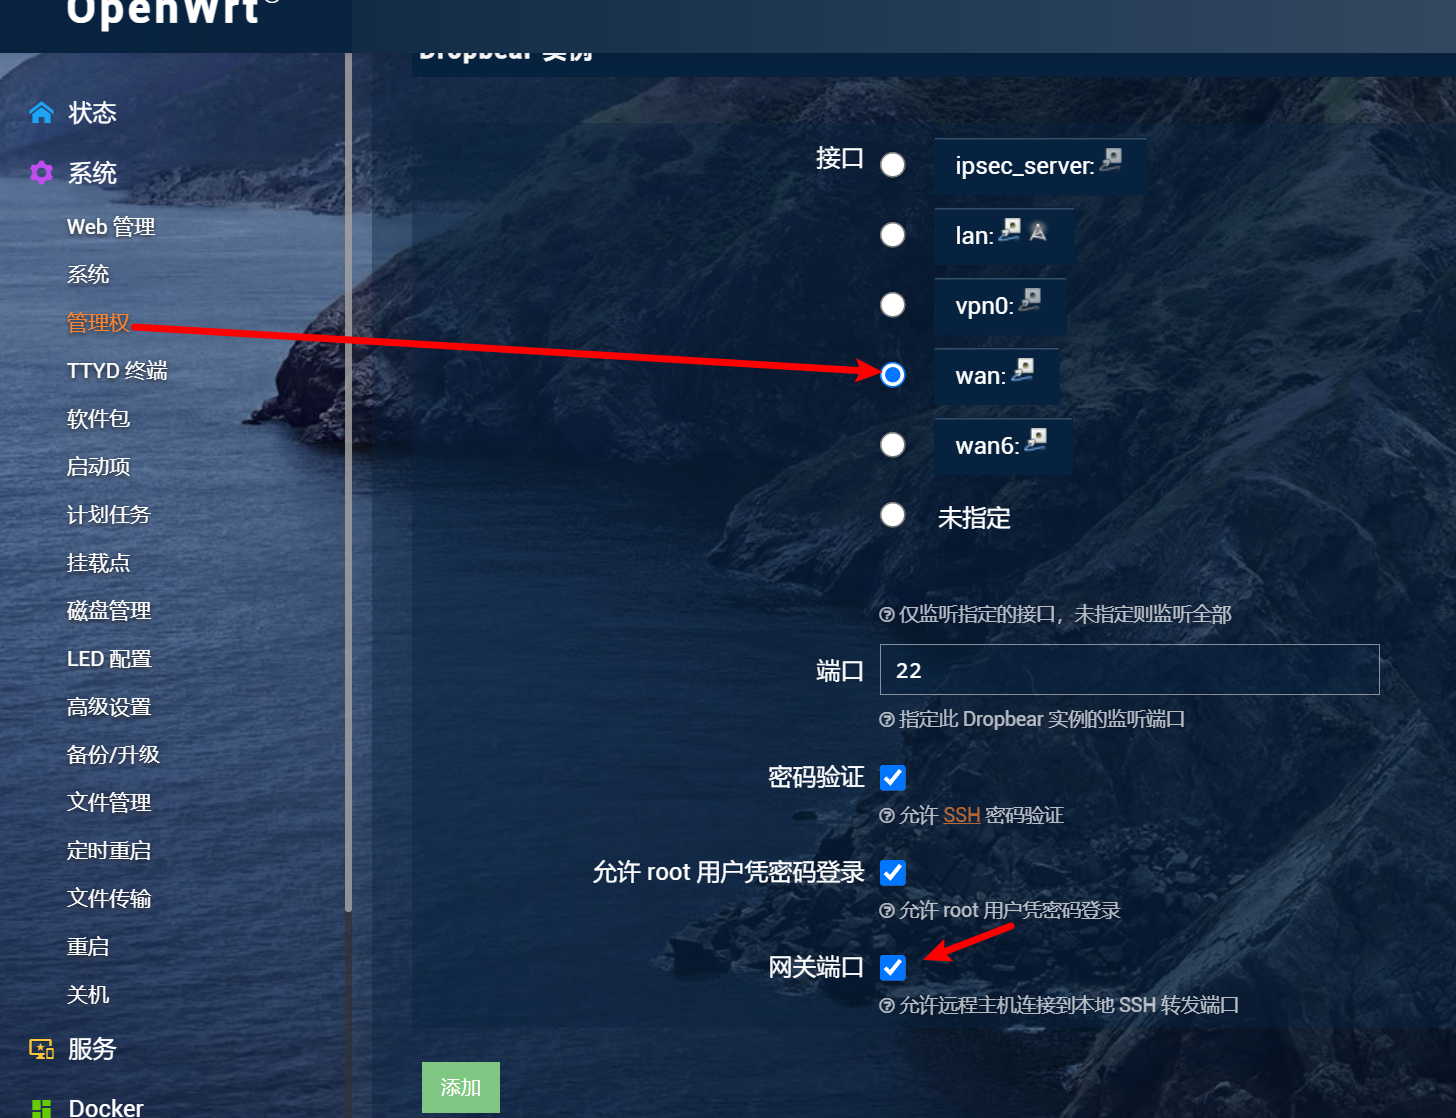 OpenWrt
Dropbear 实例
状态
系统
Web 管理
系统
管理权
TTYD 终端
软件包
启动项
计划任务
挂载点
磁盘管理
LED 配置
高级设置
备份/升级
文件管理
定时重启
文件传输
重启
关机
服务
Docker
接口
ipsec_server:
lan:
vpn0:
wan:
wan6:
未指定
仅监听指定的接口，未指定则监听全部
端口
22
指定此 Dropbear 实例的监听端口
密码验证
允许 SSH 密码验证
允许 root 用户凭密码登录
允许 root 用户凭密码登录
网关端口
允许远程主机连接到本地 SSH 转发端口
添加